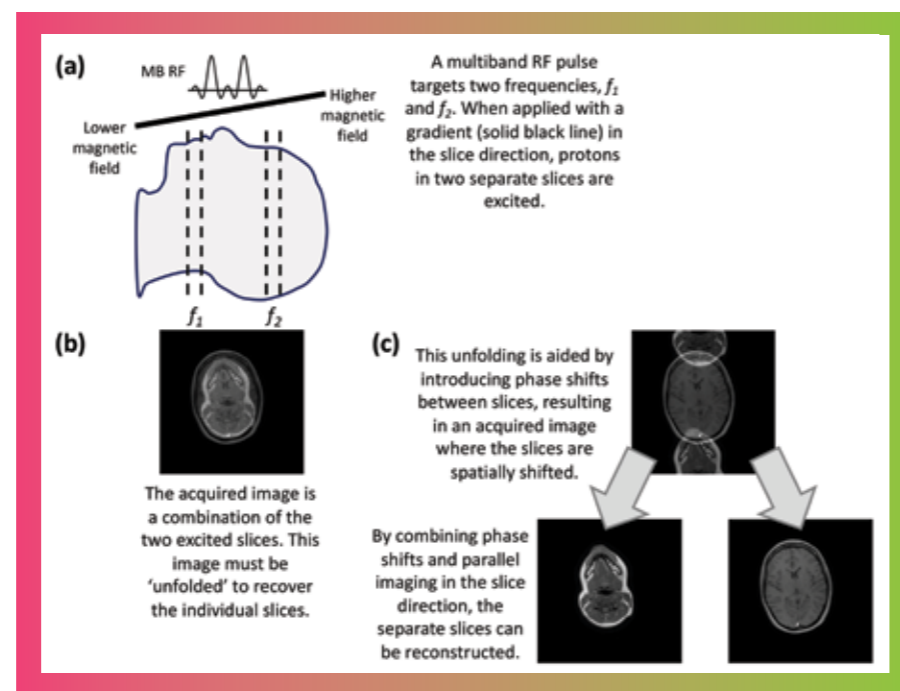 (a)
MB RF
Lower
magnetic
field
Higher
magnetic
field
f1
f2
A multiband RF pulse
targets two frequencies, f1
and f2. When applied with a
gradient (solid black line) in
the slice direction, protons
in two separate slices are
excited.
(b)
The acquired image is
a combination of the
two excited slices. This
image must be
‘unfolded’ to recover
the individual slices.
(c)
This unfolding is aided by
introducing phase shifts
between slices, resulting
in an acquired image
where the slices are
spatially shifted.
By combining phase
shifts and parallel
imaging in the slice
direction, the
separate slices can
be reconstructed.